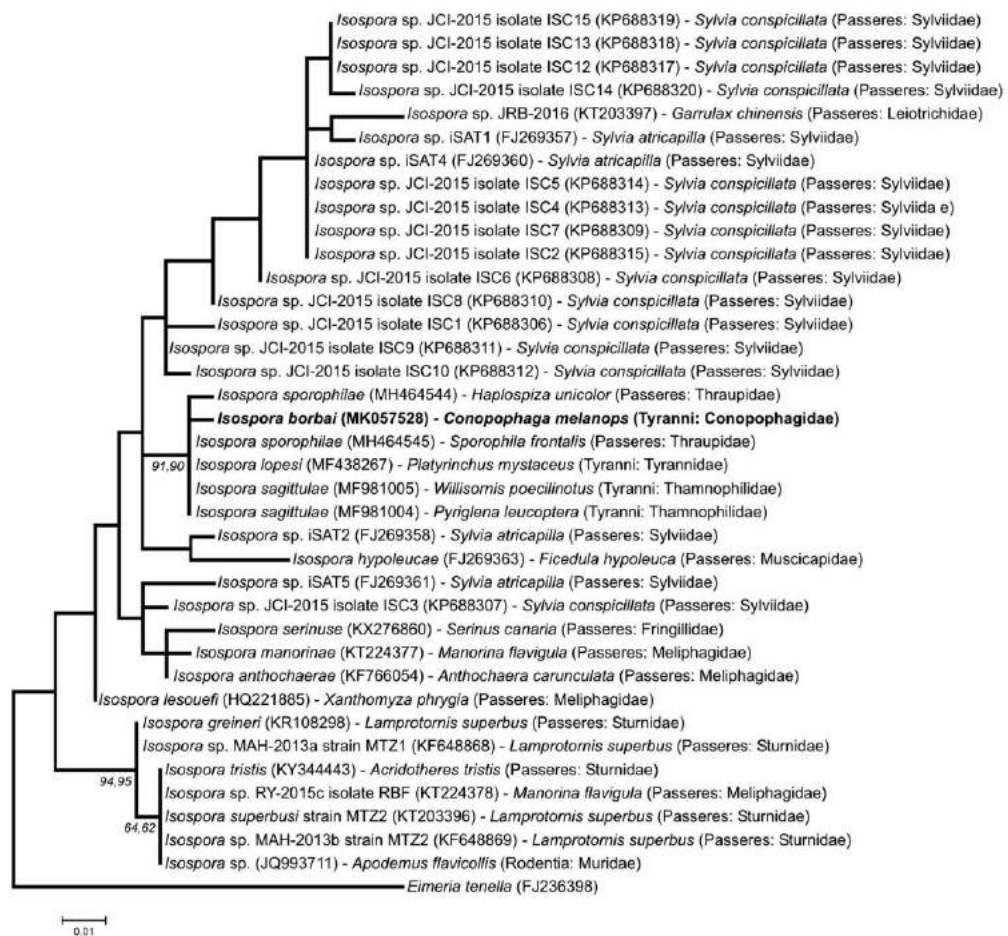 Isospora sp. JCI-2015 isolate ISC15 (KP688319) - Sylvia conspicillata (Passeres: Sylviidae)
Isospora sp. JCI-2015 isolate ISC13 (KP688318) - Sylvia conspicillata (Passeres: Sylviidae)
Isospora sp. JCI-2015 isolate ISC12 (KP688317) - Sylvia conspicillata (Passeres: Sylviidae)
Isospora sp. JCI-2015 isolate ISC14 (KP688320) - Sylvia conspicillata (Passeres: Sylviidae)
Isospora sp. JRB-2016 (KT203397) - Garrulax chinensis (Passeres: Leiotrichidae)
Isospora sp. iSAT1 (FJ269357) - Sylvia atricapilla (Passeres: Sylviidae)
Isospora sp. iSAT4 (FJ269360) - Sylvia atricapilla (Passeres: Sylviidae)
Isospora sp. JCI-2015 isolate ISC5 (KP688314) - Sylvia conspicillata (Passeres: Sylviidae)
Isospora sp. JCI-2015 isolate ISC4 (KP688313) - Sylvia conspicillata (Passeres: Sylviida e)
Isospora sp. JCI-2015 isolate ISC7 (KP688309) - Sylvia conspicillata (Passeres: Sylviidae)
Isospora sp. JCI-2015 isolate ISC2 (KP688315) - Sylvia conspicillata (Passeres: Sylviidae)
Isospora sp. JCI-2015 isolate ISC6 (KP688308) - Sylvia conspicillata (Passeres: Sylviidae)
Isospora sp. JCI-2015 isolate ISC8 (KP688310) - Sylvia conspicillata (Passeres: Sylviidae)
Isospora sp. JCI-2015 isolate ISC1 (KP688306) - Sylvia conspicillata (Passeres: Sylviidae)
Isospora sp. JCI-2015 isolate ISC9 (KP688311) - Sylvia conspicillata (Passeres: Sylviidae)
Isospora sp. JCI-2015 isolate ISC10 (KP688312) - Sylvia conspicillata (Passeres: Sylviidae)
Isospora sporophilae (MH464544) - Haplospiza unicolor (Passeres: Thraupidae)
Isospora borbai (MK057528) - Conopophaga melanops (Tyranni: Conopophagidae)
Isospora sporophilae (MH464545) - Sporophila frontalis (Passeres: Thraupidae)
Isospora lopesi (MF438267) - Platyrinchus mystaceus (Tyranni: Tyrannidae)
91,90
Isospora sagittulae (MF981005) - Willisornis poecilinotus (Tyranni: Thamnophilidae)
Isospora sagittulae (MF981004) - Pyriglena leucoptera (Tyranni: Thamnophilidae)
Isospora sp. iSAT2 (FJ269358) - Sylvia atricapilla (Passeres: Sylviidae)
Isospora hypoleucae (FJ269363) - Ficedula hypoleuca (Passeres: Muscicapidae)
Isospora sp. iSAT5 (FJ269361) - Sylvia atricapilla (Passeres: Sylviidae)
Isospora sp. JCI-2015 isolate ISC3 (KP688307) - Sylvia conspicillata (Passeres: Sylviidae)
Isospora serinuse (KX276860) - Serinus canaria (Passeres: Fringillidae)
Isospora manorinae (KT224377) - Manorina flavigula (Passeres: Meliphagidae)
Isospora anthochaerae (KF766054) - Anthochaera carunculata (Passeres: Meliphagidae)
Isospora lesouefi (HQ221885) - Xanthomyza phrygia (Passeres: Meliphagidae)
Isospora greineri (KR108298) - Lamprotornis superbus (Passeres: Sturnidae)
Isospora sp. MAH-2013a strain MTZ1 (KF648868) - Lamprotornis superbus (Passeres: Sturnidae)
Isospora tristis (KY344443) - Acridotheres tristis (Passeres: Sturnidae)
94,95
Isospora sp. RY-2015c isolate RBF (KT224378) - Manorina flavigula (Passeres: Meliphagidae)
Isospora superbusi strain MTZ2 (KT203396) - Lamprotornis superbus (Passeres: Sturnidae)
64,62
Isospora sp. MAH-2013b strain MTZ2 (KF648869) - Lamprotornis superbus (Passeres: Sturnidae)
Isospora sp. (JQ993711) - Apodemus flavicollis (Rodentia: Muridae)
Eimeria tenella (FJ236398)
0.01